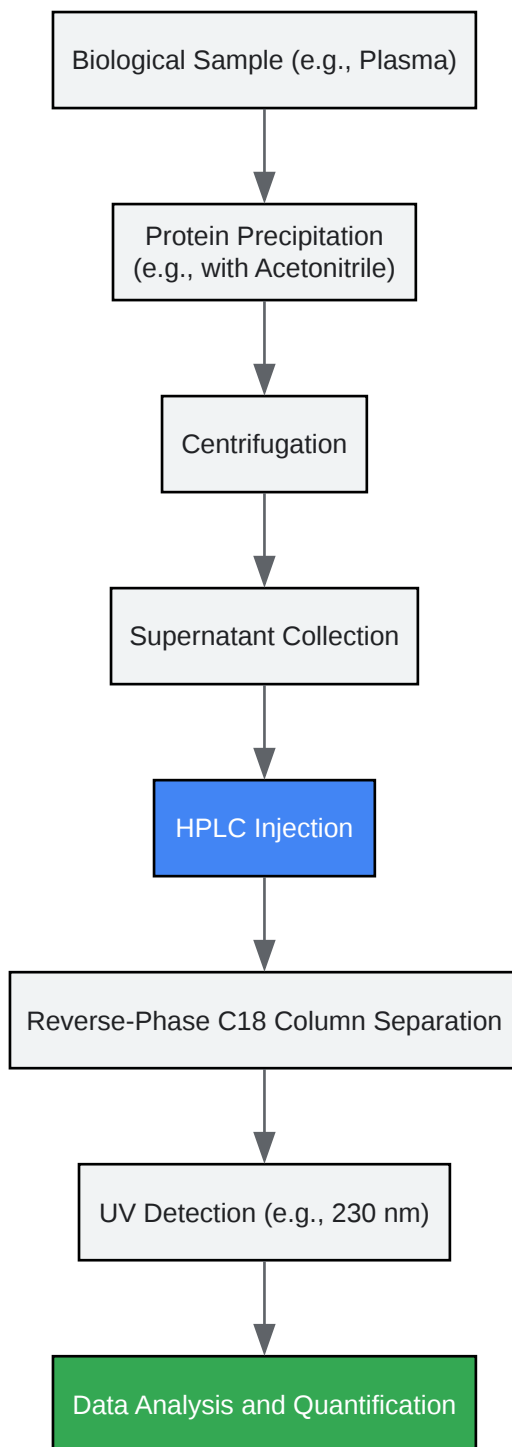 Biological Sample (e.g., Plasma)
Protein Precipitation
(e.g., with Acetonitrile)
Centrifugation
Supernatant Collection
HPLC Injection
Reverse-Phase C18 Column Separation
UV Detection (e.g., 230 nm)
Data Analysis and Quantification